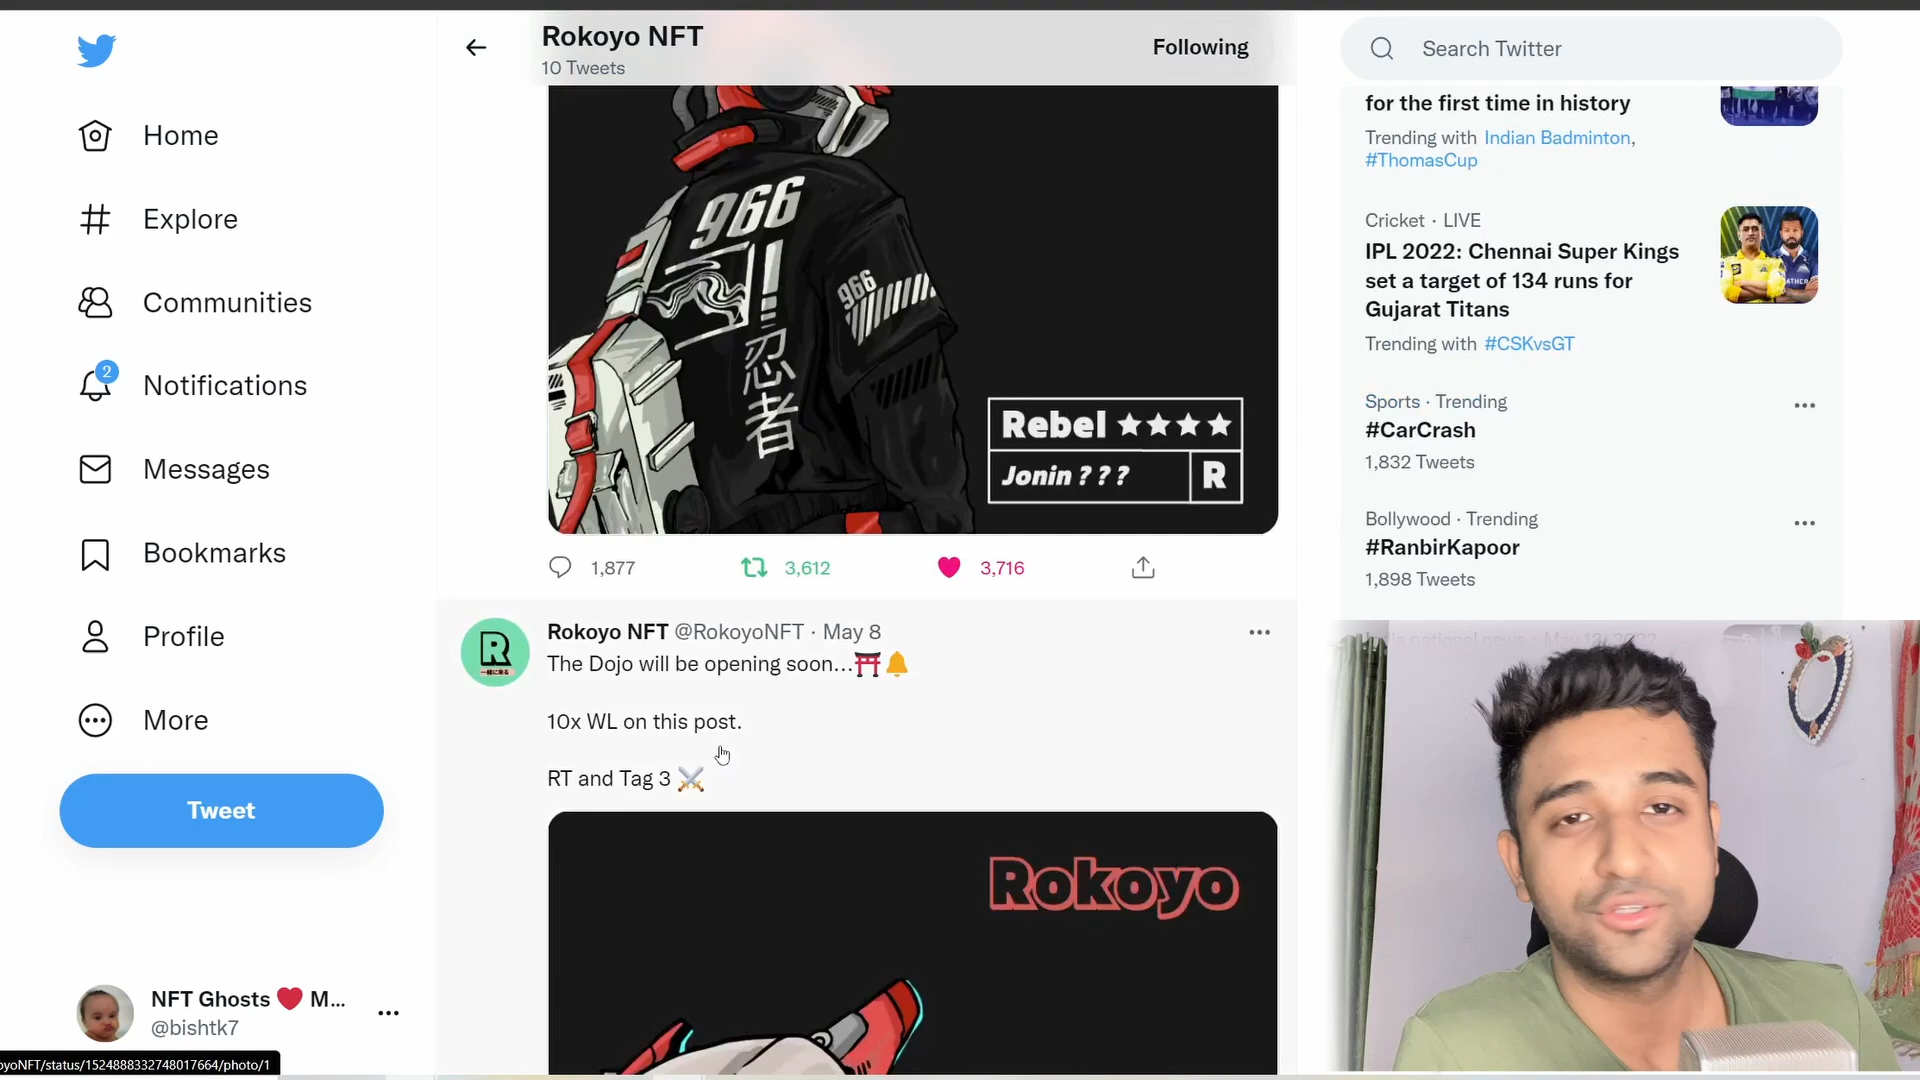 Home
Explore
Communities
2
Notifications
Messages
Bookmarks
Profile
More
Tweet
NFT Ghosts ❤️ M...
@bishtk7
oyoNFT/status/1524888332748017664/photo/1
Rokoyo NFT
10 Tweets
Following
966
966
忍者
Rebel ★★★★
Jonin ? ? ?
R
1,877
3,612
3,716
R
Rokoyo NFT @RokoyoNFT · May 8
The Dojo will be opening soon...⛩️🔔
10x WL on this post.
RT and Tag 3 ⚔️
Rokoyo
Search Twitter
for the first time in history
Trending with Indian Badminton,
#ThomasCup
Cricket · LIVE
IPL 2022: Chennai Super Kings
set a target of 134 runs for
Gujarat Titans
Trending with #CSKvsGT
Sports · Trending
#CarCrash
1,832 Tweets
Bollywood · Trending
#RanbirKapoor
1,898 Tweets